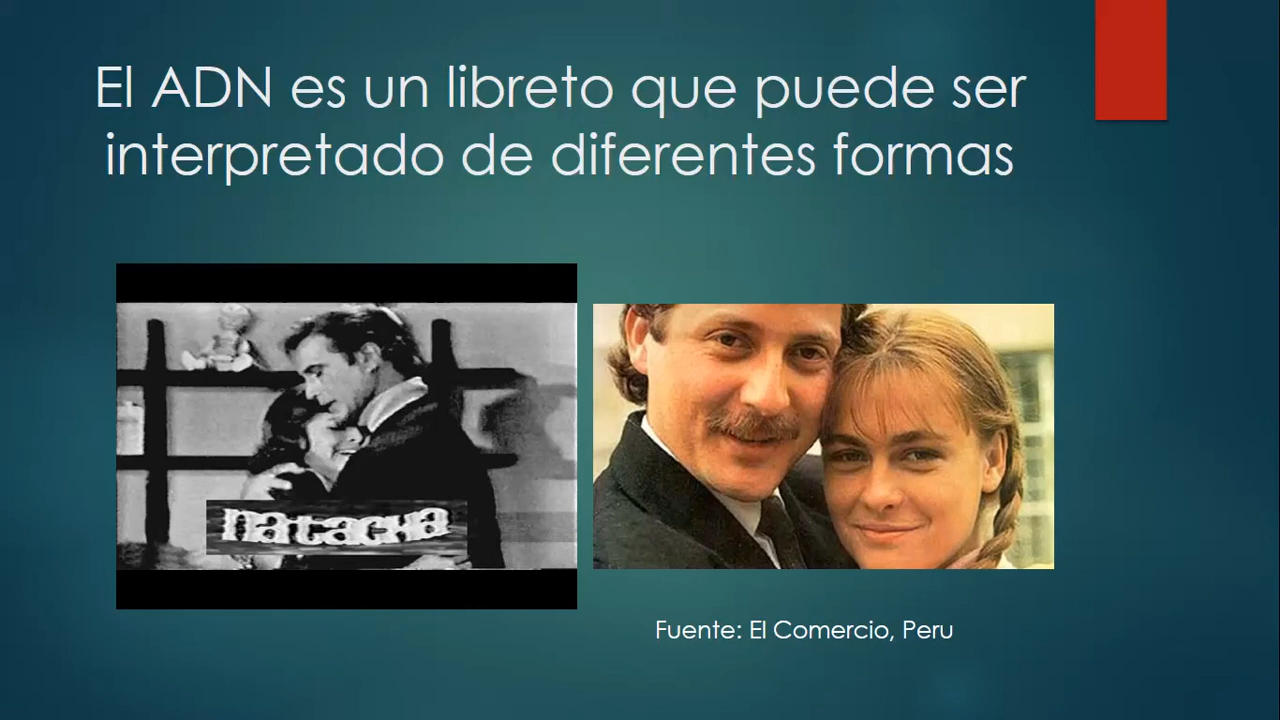 El ADN es un libreto que puede ser
interpretado de diferentes formas
natacha
Fuente: El Comercio, Peru